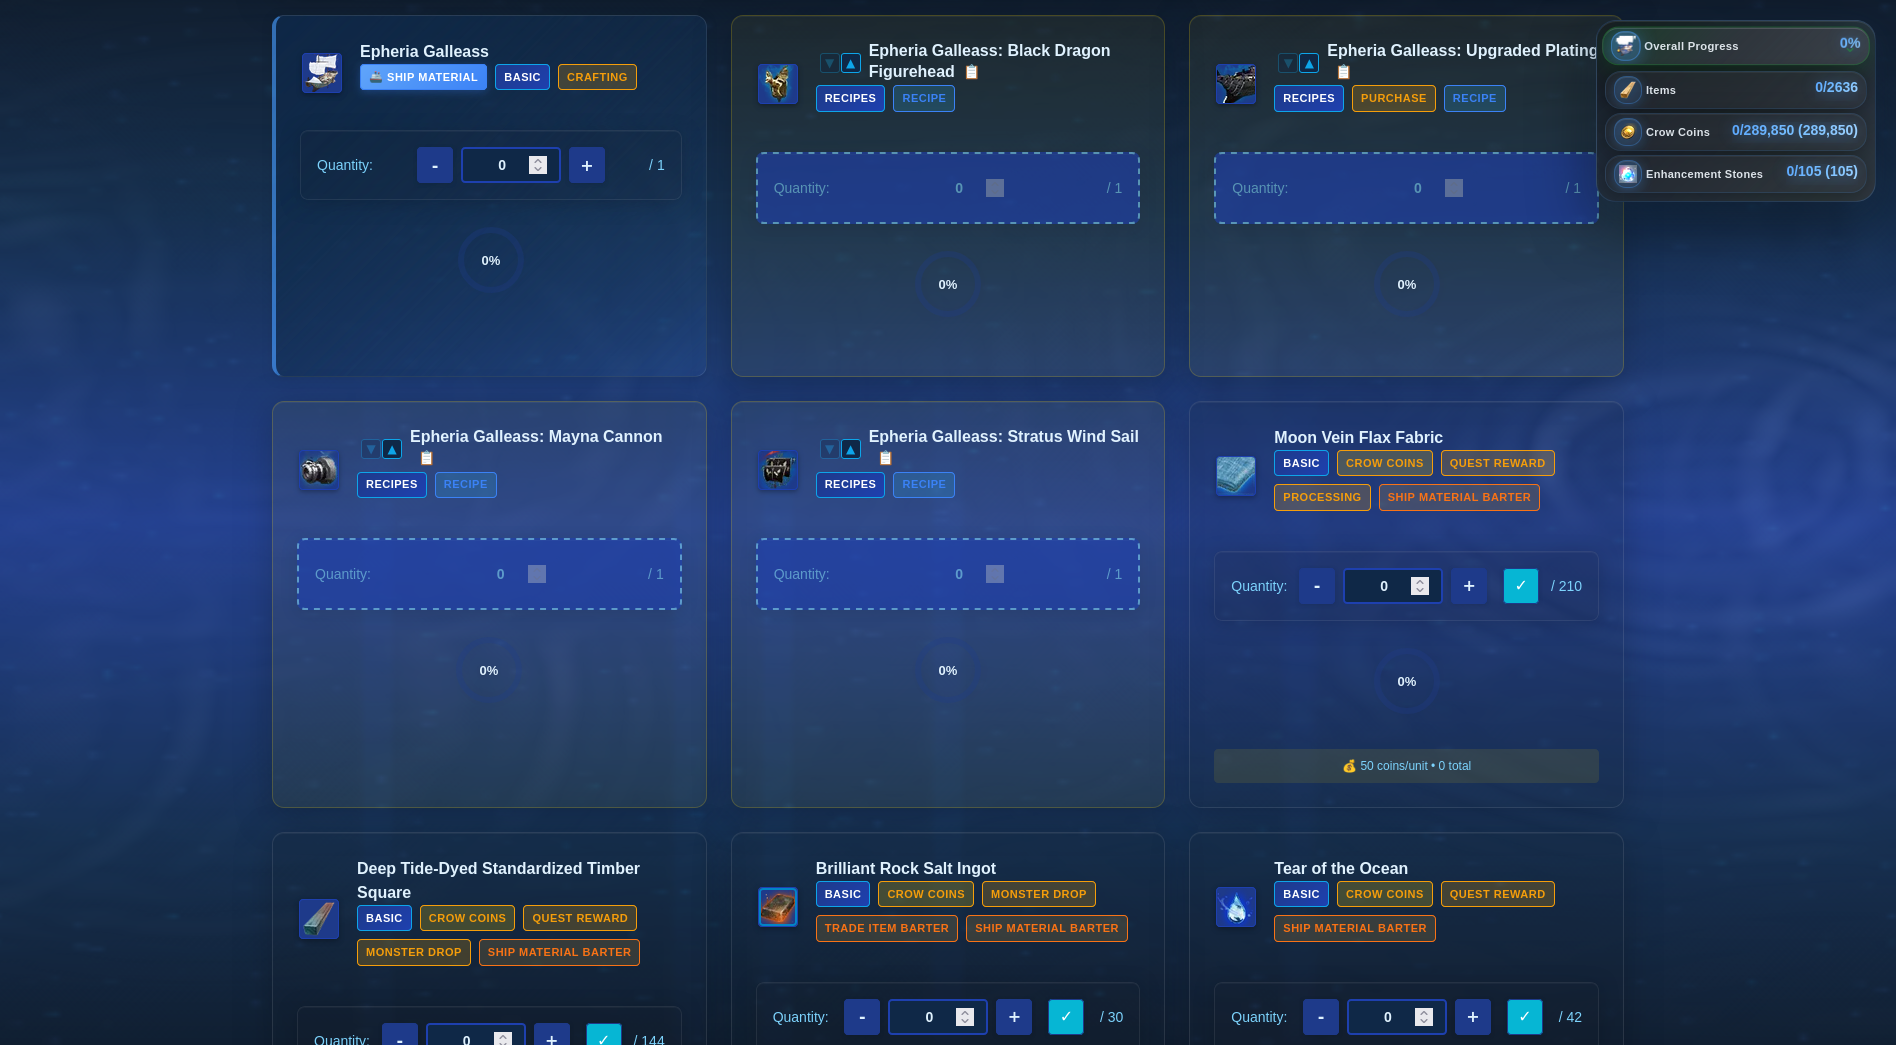 Epheria Galleass
🚢 SHIP MATERIAL BASIC CRAFTING
Quantity: - 0 + / 1
0%
▼ ▲ Epheria Galleass: Black Dragon
Figurehead 📋
RECIPES RECIPE
Quantity: 0 / 1
0%
▼ ▲ Epheria Galleass: Upgraded Plating
📋
RECIPES PURCHASE RECIPE
Quantity: 0 / 1
0%
Overall Progress 0%
Items 0/2636
Crow Coins 0/289,850 (289,850)
Enhancement Stones 0/105 (105)
▼ ▲ Epheria Galleass: Mayna Cannon
📋
RECIPES RECIPE
Quantity: 0 / 1
0%
▼ ▲ Epheria Galleass: Stratus Wind Sail
📋
RECIPES RECIPE
Quantity: 0 / 1
0%
Moon Vein Flax Fabric
BASIC CROW COINS QUEST REWARD
PROCESSING SHIP MATERIAL BARTER
Quantity: - 0 + ✓ / 210
0%
💰 50 coins/unit • 0 total
Deep Tide-Dyed Standardized Timber
Square
BASIC CROW COINS QUEST REWARD
MONSTER DROP SHIP MATERIAL BARTER
Quantity: - 0 + ✓ / 144
Brilliant Rock Salt Ingot
BASIC CROW COINS MONSTER DROP
TRADE ITEM BARTER SHIP MATERIAL BARTER
Quantity: - 0 + ✓ / 30
Tear of the Ocean
BASIC CROW COINS QUEST REWARD
SHIP MATERIAL BARTER
Quantity: - 0 + ✓ / 42